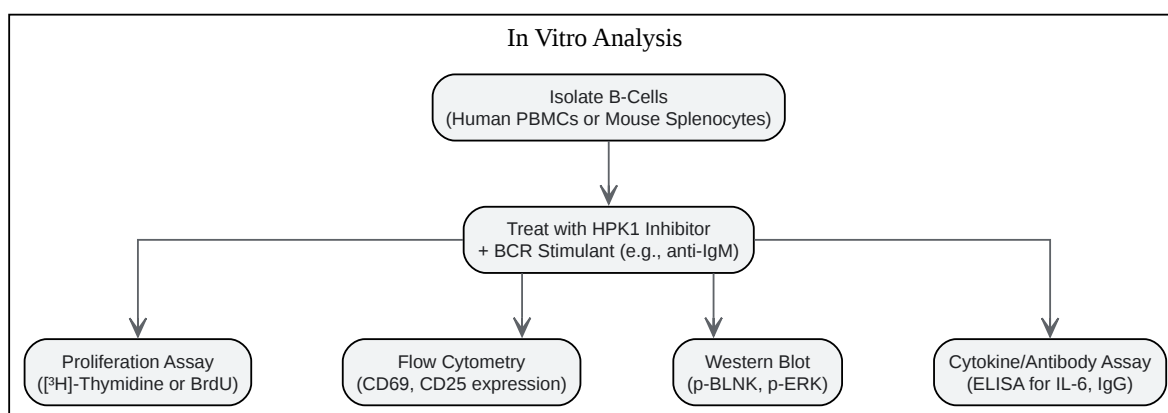 In Vitro Analysis
Isolate B-Cells
(Human PBMCs or Mouse Splenocytes)
Treat with HPK1 Inhibitor
+ BCR Stimulant (e.g., anti-IgM)
Proliferation Assay
([³H]-Thymidine or BrdU)
Flow Cytometry
(CD69, CD25 expression)
Western Blot
(p-BLNK, p-ERK)
Cytokine/Antibody Assay
(ELISA for IL-6, IgG)